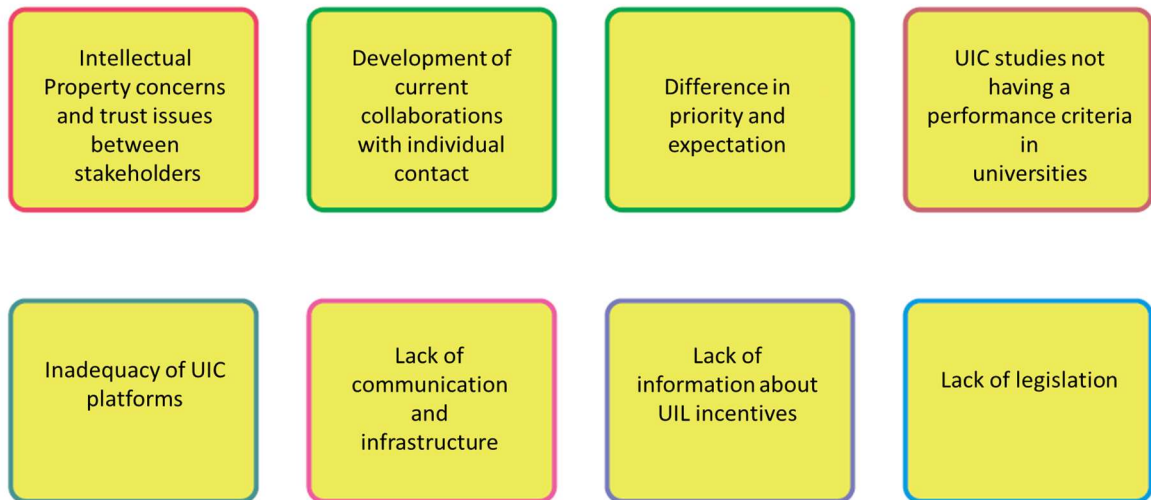 Intellectual
Property concerns
and trust issues
between
stakeholders
Development of
current
collaborations
with individual
contact
Difference in
priority and
expectation
UIC studies not
having a
performance criteria
in
universities
Inadequacy of UIC
platforms
Lack of
communication
and
infrastructure
Lack of
information about
UIL incentives
Lack of legislation